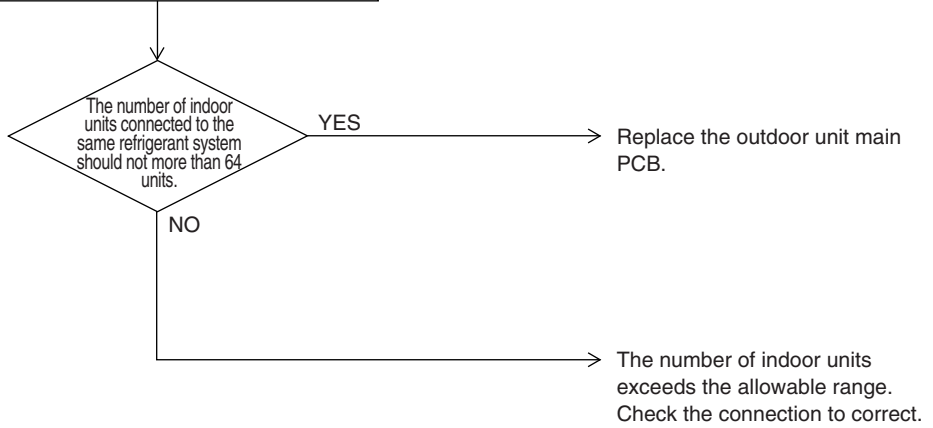 The number of indoor
units connected to the
same refrigerant system
should not more than 64
units.
YES
Replace the outdoor unit main
PCB.
NO
The number of indoor units
exceeds the allowable range.
Check the connection to correct.